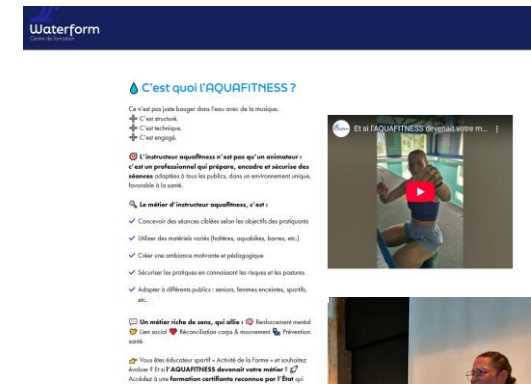 Waterform
Centre de formation
C'est quoi l'AQUAFITNESS ?
Ce n'est pas juste bouger dans l'eau avec de la musique.
C'est structuré.
C'est technique.
C'est engagé.
L'instructeur aquafitness n'est pas qu'un animateur :
c'est un professionnel qui prépare, encadre et sécurise des
séances adaptées à tous les publics, dans un environnement unique,
favorable à la santé.
Le métier d'instructeur aquafitness, c'est :
Concevoir des séances ciblées selon les objectifs des pratiquants
Utiliser des matériels variés (haltères, aquabikes, barres, etc.)
Créer une ambiance motivante et pédagogique
Sécuriser les pratiques en connaissant les risques et les postures
Adapter à différents publics : seniors, femmes enceintes, sportifs,
etc.
Un métier riche de sens, qui allie : Renforcement mental
Lien social Réconciliation corps & mouvement Prévention
santé
Vous êtes éducateur sportif « Activité de la Forme » et souhaitez
évoluer ? Et si l'AQUAFITNESS devenait votre métier ?
Accédez à une formation certifiante reconnue par l'État qui
Et si l'AQUAFITNESS devenait votre m...